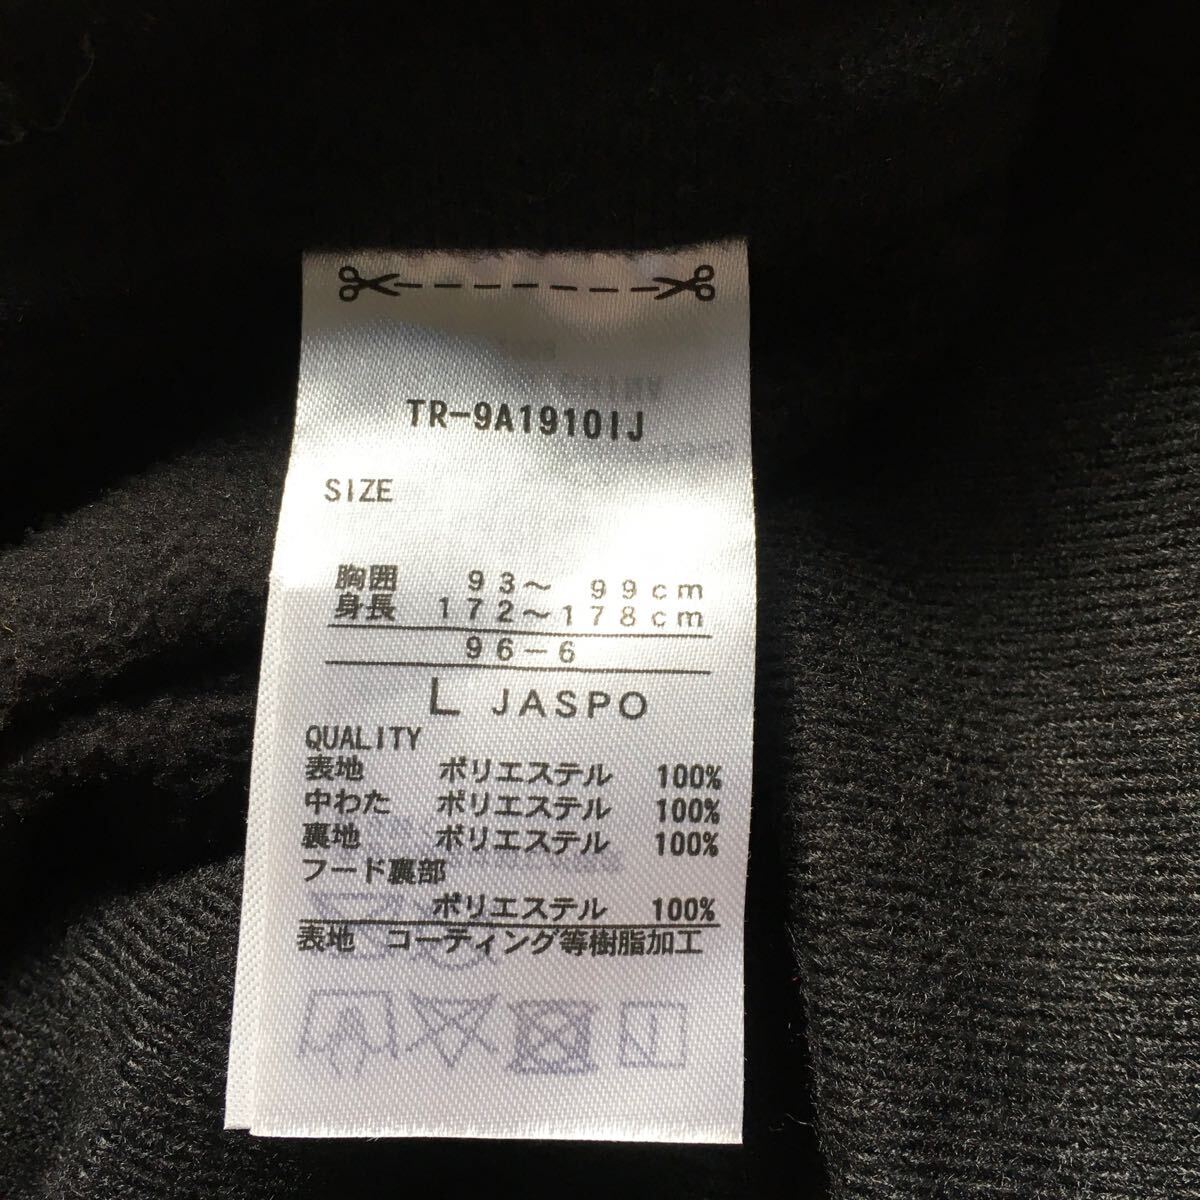 TR-9A1910IJ
SIZE
胸囲 93～ 99cm
身長 172～178cm
96-6
L JASPO
QUALITY
表地 ポリエステル 100%
中わた ポリエステル 100%
裏地 ポリエステル 100%
フード裏部
ポリエステル 100%
表地 コーティング等樹脂加工